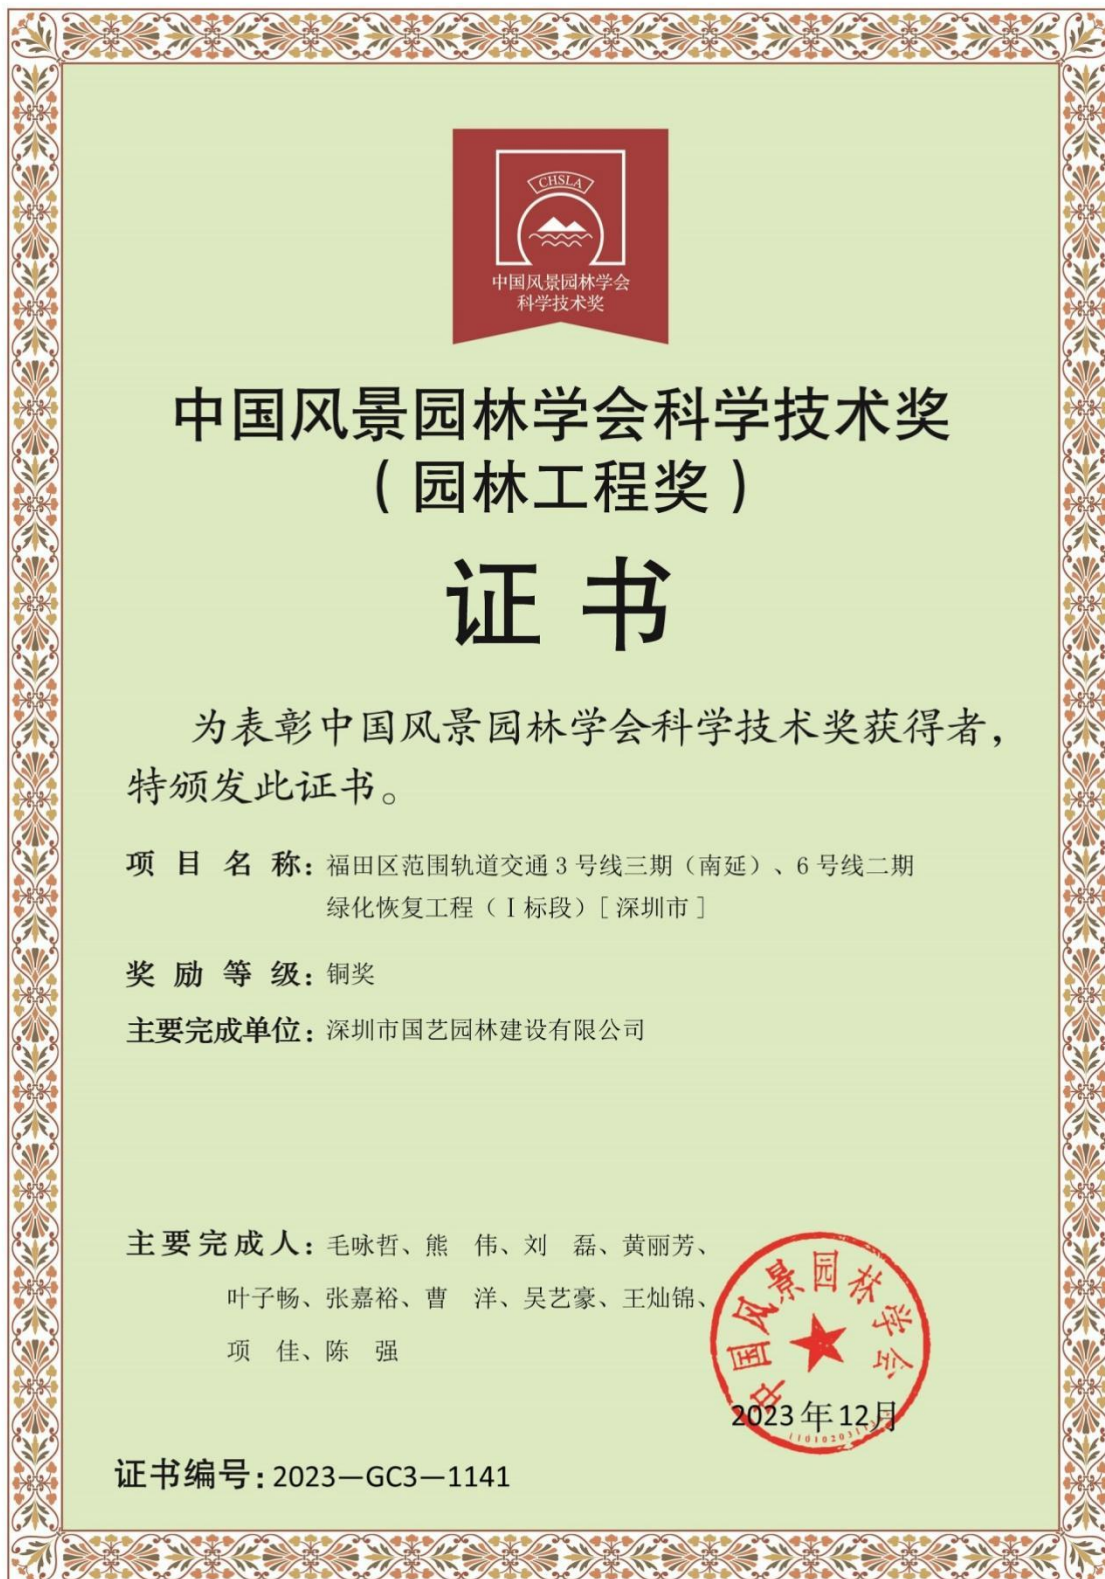 CHSLA
中国风景园林学会
科学技术奖
中国风景园林学会科学技术奖
（园林工程奖）
证书
为表彰中国风景园林学会科学技术奖获得者，
特颁发此证书。
项目名称：福田区范围轨道交通3号线三期（南延）、6号线二期
绿化恢复工程（Ⅰ标段）[深圳市]
奖励等级：铜奖
主要完成单位：深圳市国艺园林建设有限公司
主要完成人：毛咏哲、熊　伟、刘　磊、黄丽芳、
叶子畅、张嘉裕、曹　洋、吴艺豪、王灿锦、
项　佳、陈　强
中国风景园林学会
2023年12月
证书编号：2023—GC3—1141